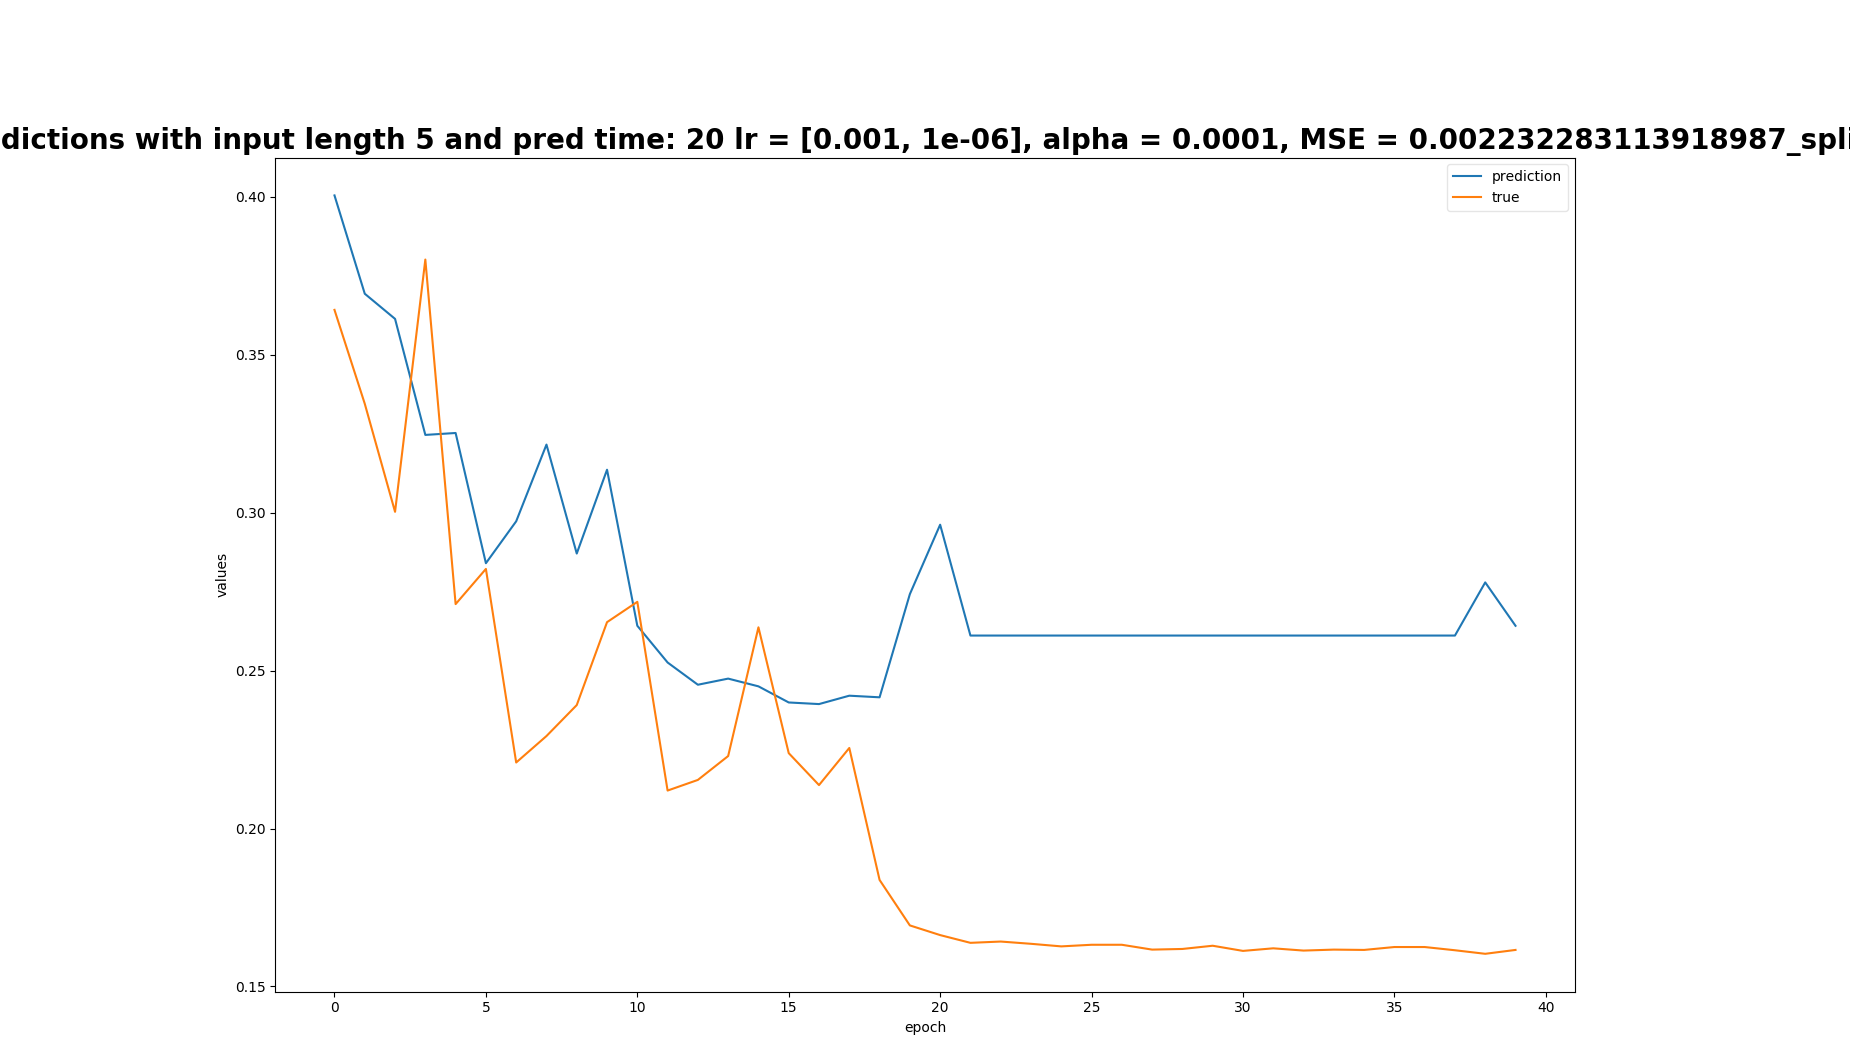 dictions with input length 5 and pred time: 20 lr = [0.001, 1e-06], alpha = 0.0001, MSE = 0.002232283113918987_spli
prediction
true
0.40
0.35
0.30
0.25
0.20
0.15
values
0 5 10 15 20 25 30 35 40
epoch